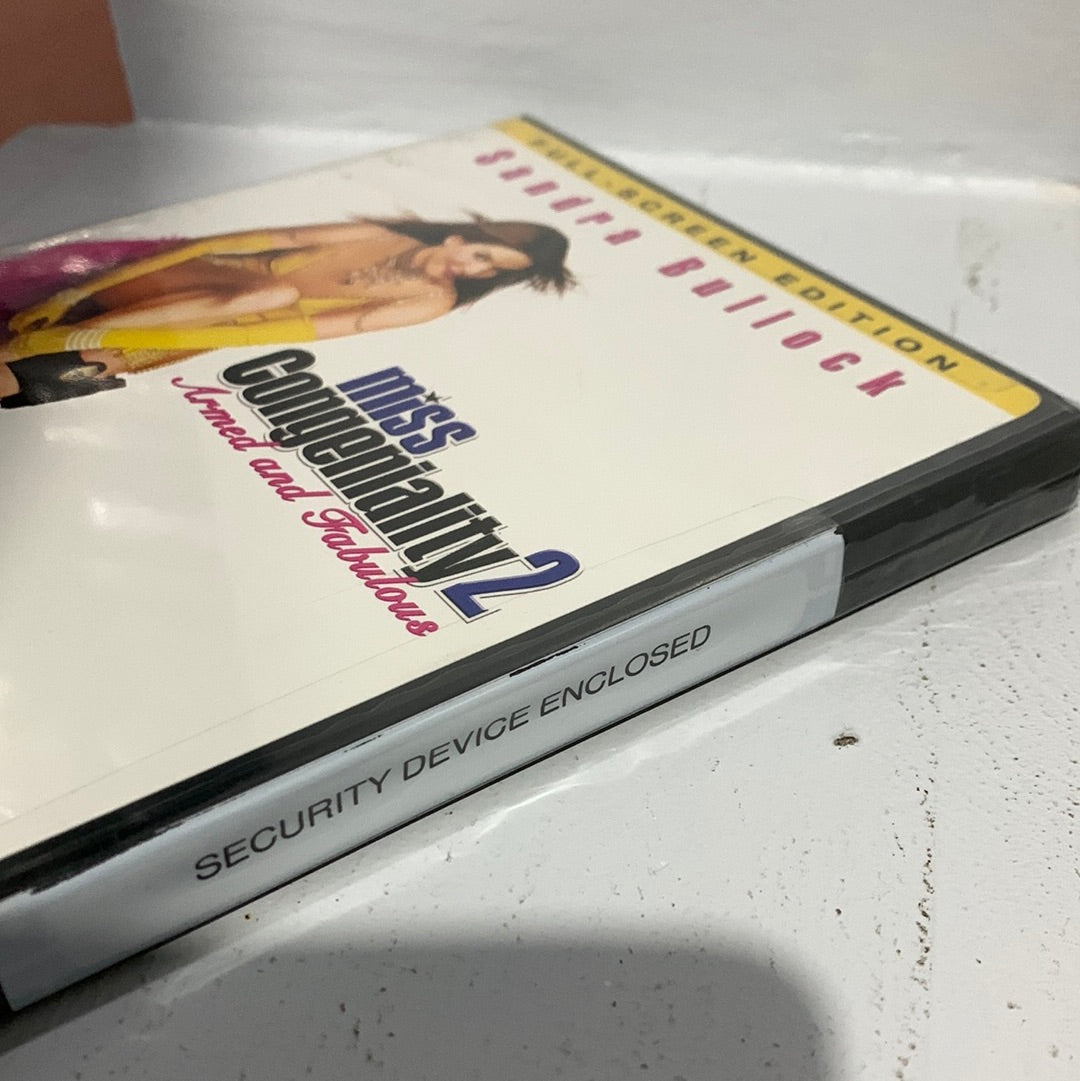 FULL-SCREEN EDITION
Sandra Bullock
miss
Congeniality 2
Armed and Fabulous
SECURITY DEVICE ENCLOSED